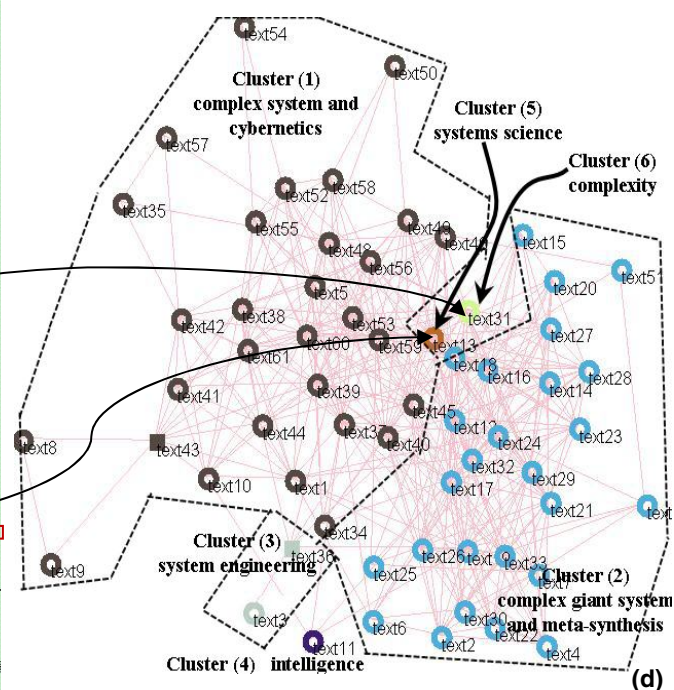 text54
text50
Cluster (1)
complex system and
cybernetics
Cluster (5)
systems science
Cluster (6)
complexity
text57
text52
text58
text35
text55
text49
text48
text15
text56
text5
text20
text5
text31
text42
text38
text53
text27
text61
text60
text59
text13
text18
text16
text28
text14
text41
text39
text45
text12
text44
text37
text40
text24
text23
text8
text43
text32
text29
text10
text1
text17
text21
text
text34
Cluster (3)
system engineering
text36
text26
text
text33
text25
text9
Cluster (2)
complex giant system
and meta-synthesis
text3
text30
text6
text22
text11
text2
text4
Cluster (4) intelligence
(d)